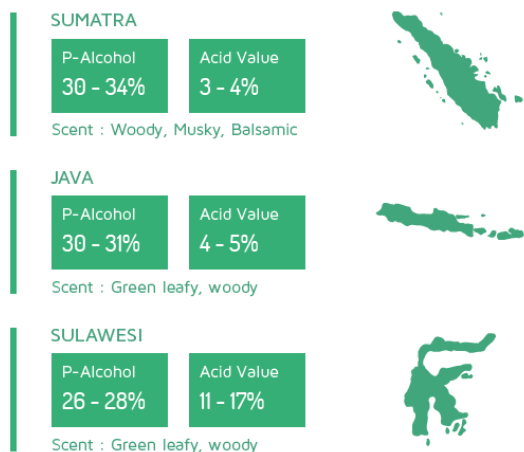 SUMATRA
P-Alcohol
30 - 34%
Acid Value
3 - 4%
Scent : Woody, Musky, Balsamic
JAVA
P-Alcohol
30 - 31%
Acid Value
4 - 5%
Scent : Green leafy, woody
SULAWESI
P-Alcohol
26 - 28%
Acid Value
11 - 17%
Scent : Green leafy, woody